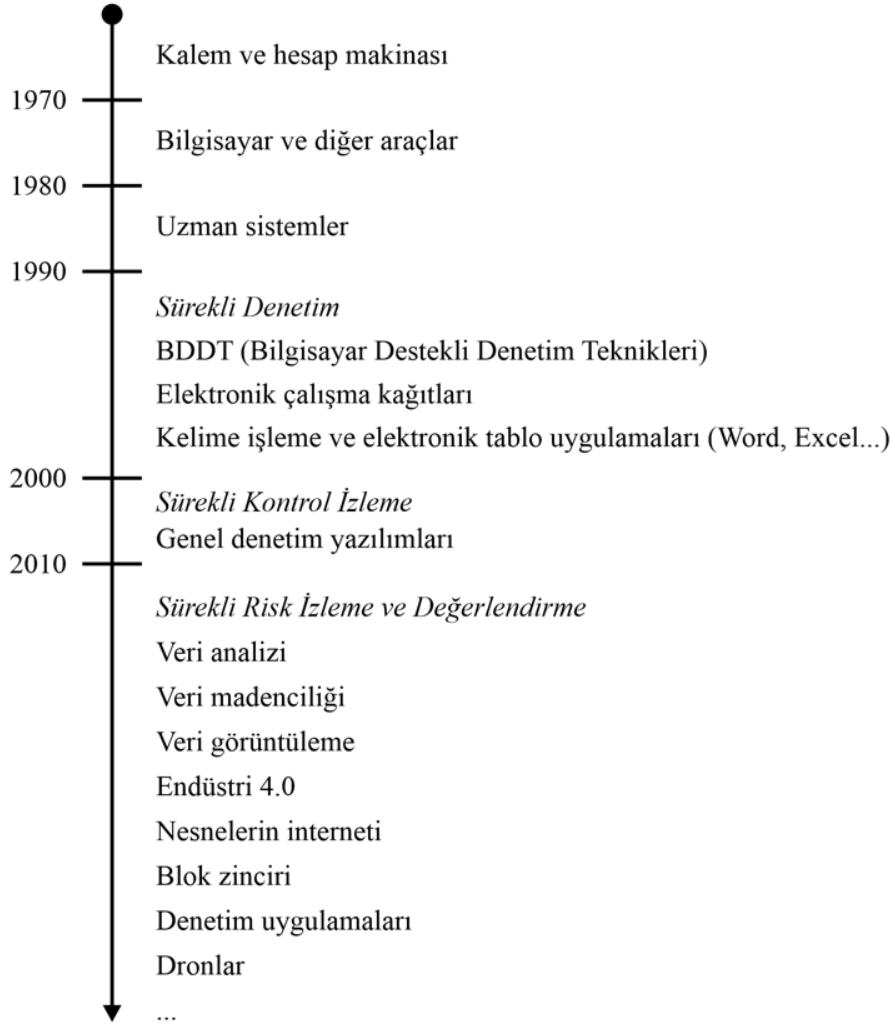 Kalem ve hesap makinası
1970
Bilgisayar ve diğer araçlar
1980
Uzman sistemler
1990
Sürekli Denetim
BDDT (Bilgisayar Destekli Denetim Teknikleri)
Elektronik çalışma kağıtları
Kelime işleme ve elektronik tablo uygulamaları (Word, Excel...)
2000
Sürekli Kontrol İzleme
Genel denetim yazılımları
2010
Sürekli Risk İzleme ve Değerlendirme
Veri analizi
Veri madenciliği
Veri görüntüleme
Endüstri 4.0
Nesnelerin interneti
Blok zinciri
Denetim uygulamaları
Dronlar
...